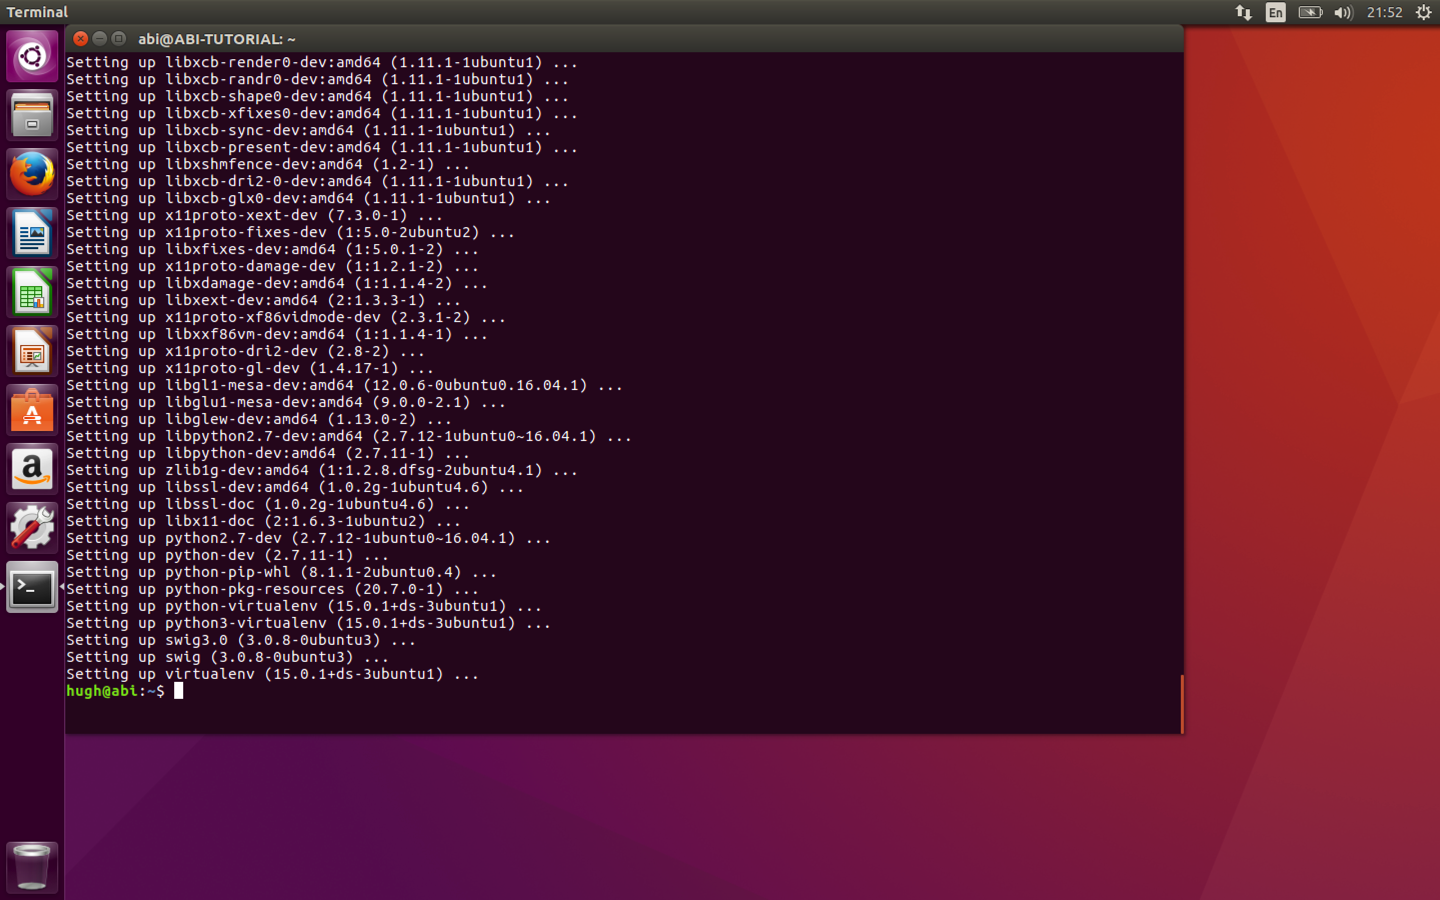 Terminal
En
21:52
abi@ABI-TUTORIAL: ~
Setting up libxcb-render0-dev:amd64 (1.11.1-1ubuntu1) ...
Setting up libxcb-randr0-dev:amd64 (1.11.1-1ubuntu1) ...
Setting up libxcb-shape0-dev:amd64 (1.11.1-1ubuntu1) ...
Setting up libxcb-xfixes0-dev:amd64 (1.11.1-1ubuntu1) ...
Setting up libxcb-sync-dev:amd64 (1.11.1-1ubuntu1) ...
Setting up libxcb-present-dev:amd64 (1.11.1-1ubuntu1) ...
Setting up libxshmfence-dev:amd64 (1.2-1) ...
Setting up libxcb-dri2-0-dev:amd64 (1.11.1-1ubuntu1) ...
Setting up libxcb-glx0-dev:amd64 (1.11.1-1ubuntu1) ...
Setting up x11proto-xext-dev (7.3.0-1) ...
Setting up x11proto-fixes-dev (1:5.0-2ubuntu2) ...
Setting up libxfixes-dev:amd64 (1:5.0.1-2) ...
Setting up x11proto-damage-dev (1:1.2.1-2) ...
Setting up libxdamage-dev:amd64 (1:1.1.4-2) ...
Setting up libxext-dev:amd64 (2:1.3.3-1) ...
Setting up x11proto-xf86vidmode-dev (2.3.1-2) ...
Setting up libxxf86vm-dev:amd64 (1:1.1.4-1) ...
Setting up x11proto-dri2-dev (2.8-2) ...
Setting up x11proto-gl-dev (1.4.17-1) ...
Setting up libgl1-mesa-dev:amd64 (12.0.6-0ubuntu0.16.04.1) ...
Setting up libglu1-mesa-dev:amd64 (9.0.0-2.1) ...
Setting up libglew-dev:amd64 (1.13.0-2) ...
Setting up libpython2.7-dev:amd64 (2.7.12-1ubuntu0~16.04.1) ...
Setting up libpython-dev:amd64 (2.7.11-1) ...
Setting up zlib1g-dev:amd64 (1:1.2.8.dfsg-2ubuntu4.1) ...
Setting up libssl-dev:amd64 (1.0.2g-1ubuntu4.6) ...
Setting up libssl-doc (1.0.2g-1ubuntu4.6) ...
Setting up libx11-doc (2:1.6.3-1ubuntu2) ...
Setting up python2.7-dev (2.7.12-1ubuntu0~16.04.1) ...
Setting up python-dev (2.7.11-1) ...
Setting up python-pip-whl (8.1.1-2ubuntu0.4) ...
Setting up python-pkg-resources (20.7.0-1) ...
Setting up python-virtualenv (15.0.1+ds-3ubuntu1) ...
Setting up python3-virtualenv (15.0.1+ds-3ubuntu1) ...
Setting up swig3.0 (3.0.8-0ubuntu3) ...
Setting up swig (3.0.8-0ubuntu3) ...
Setting up virtualenv (15.0.1+ds-3ubuntu1) ...
hugh@abi:~$